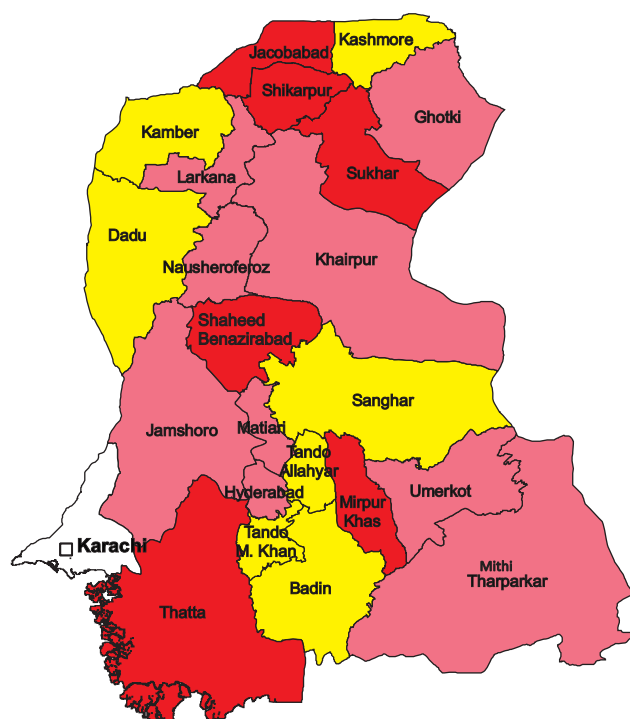 Kashmore
Jacobabad
Shikarpur
Ghotki
Kamber
Larkana
Sukhar
Dadu
Nausheroferoz
Khairpur
Shaheed
Benazirabad
Sanghar
Jamshoro
Matiari
Tando
Allahyar
Hyderabad
Mirpur
Khas
Umerkot
Karachi
Tando
M. Khan
Mithi
Tharparkar
Badin
Thatta